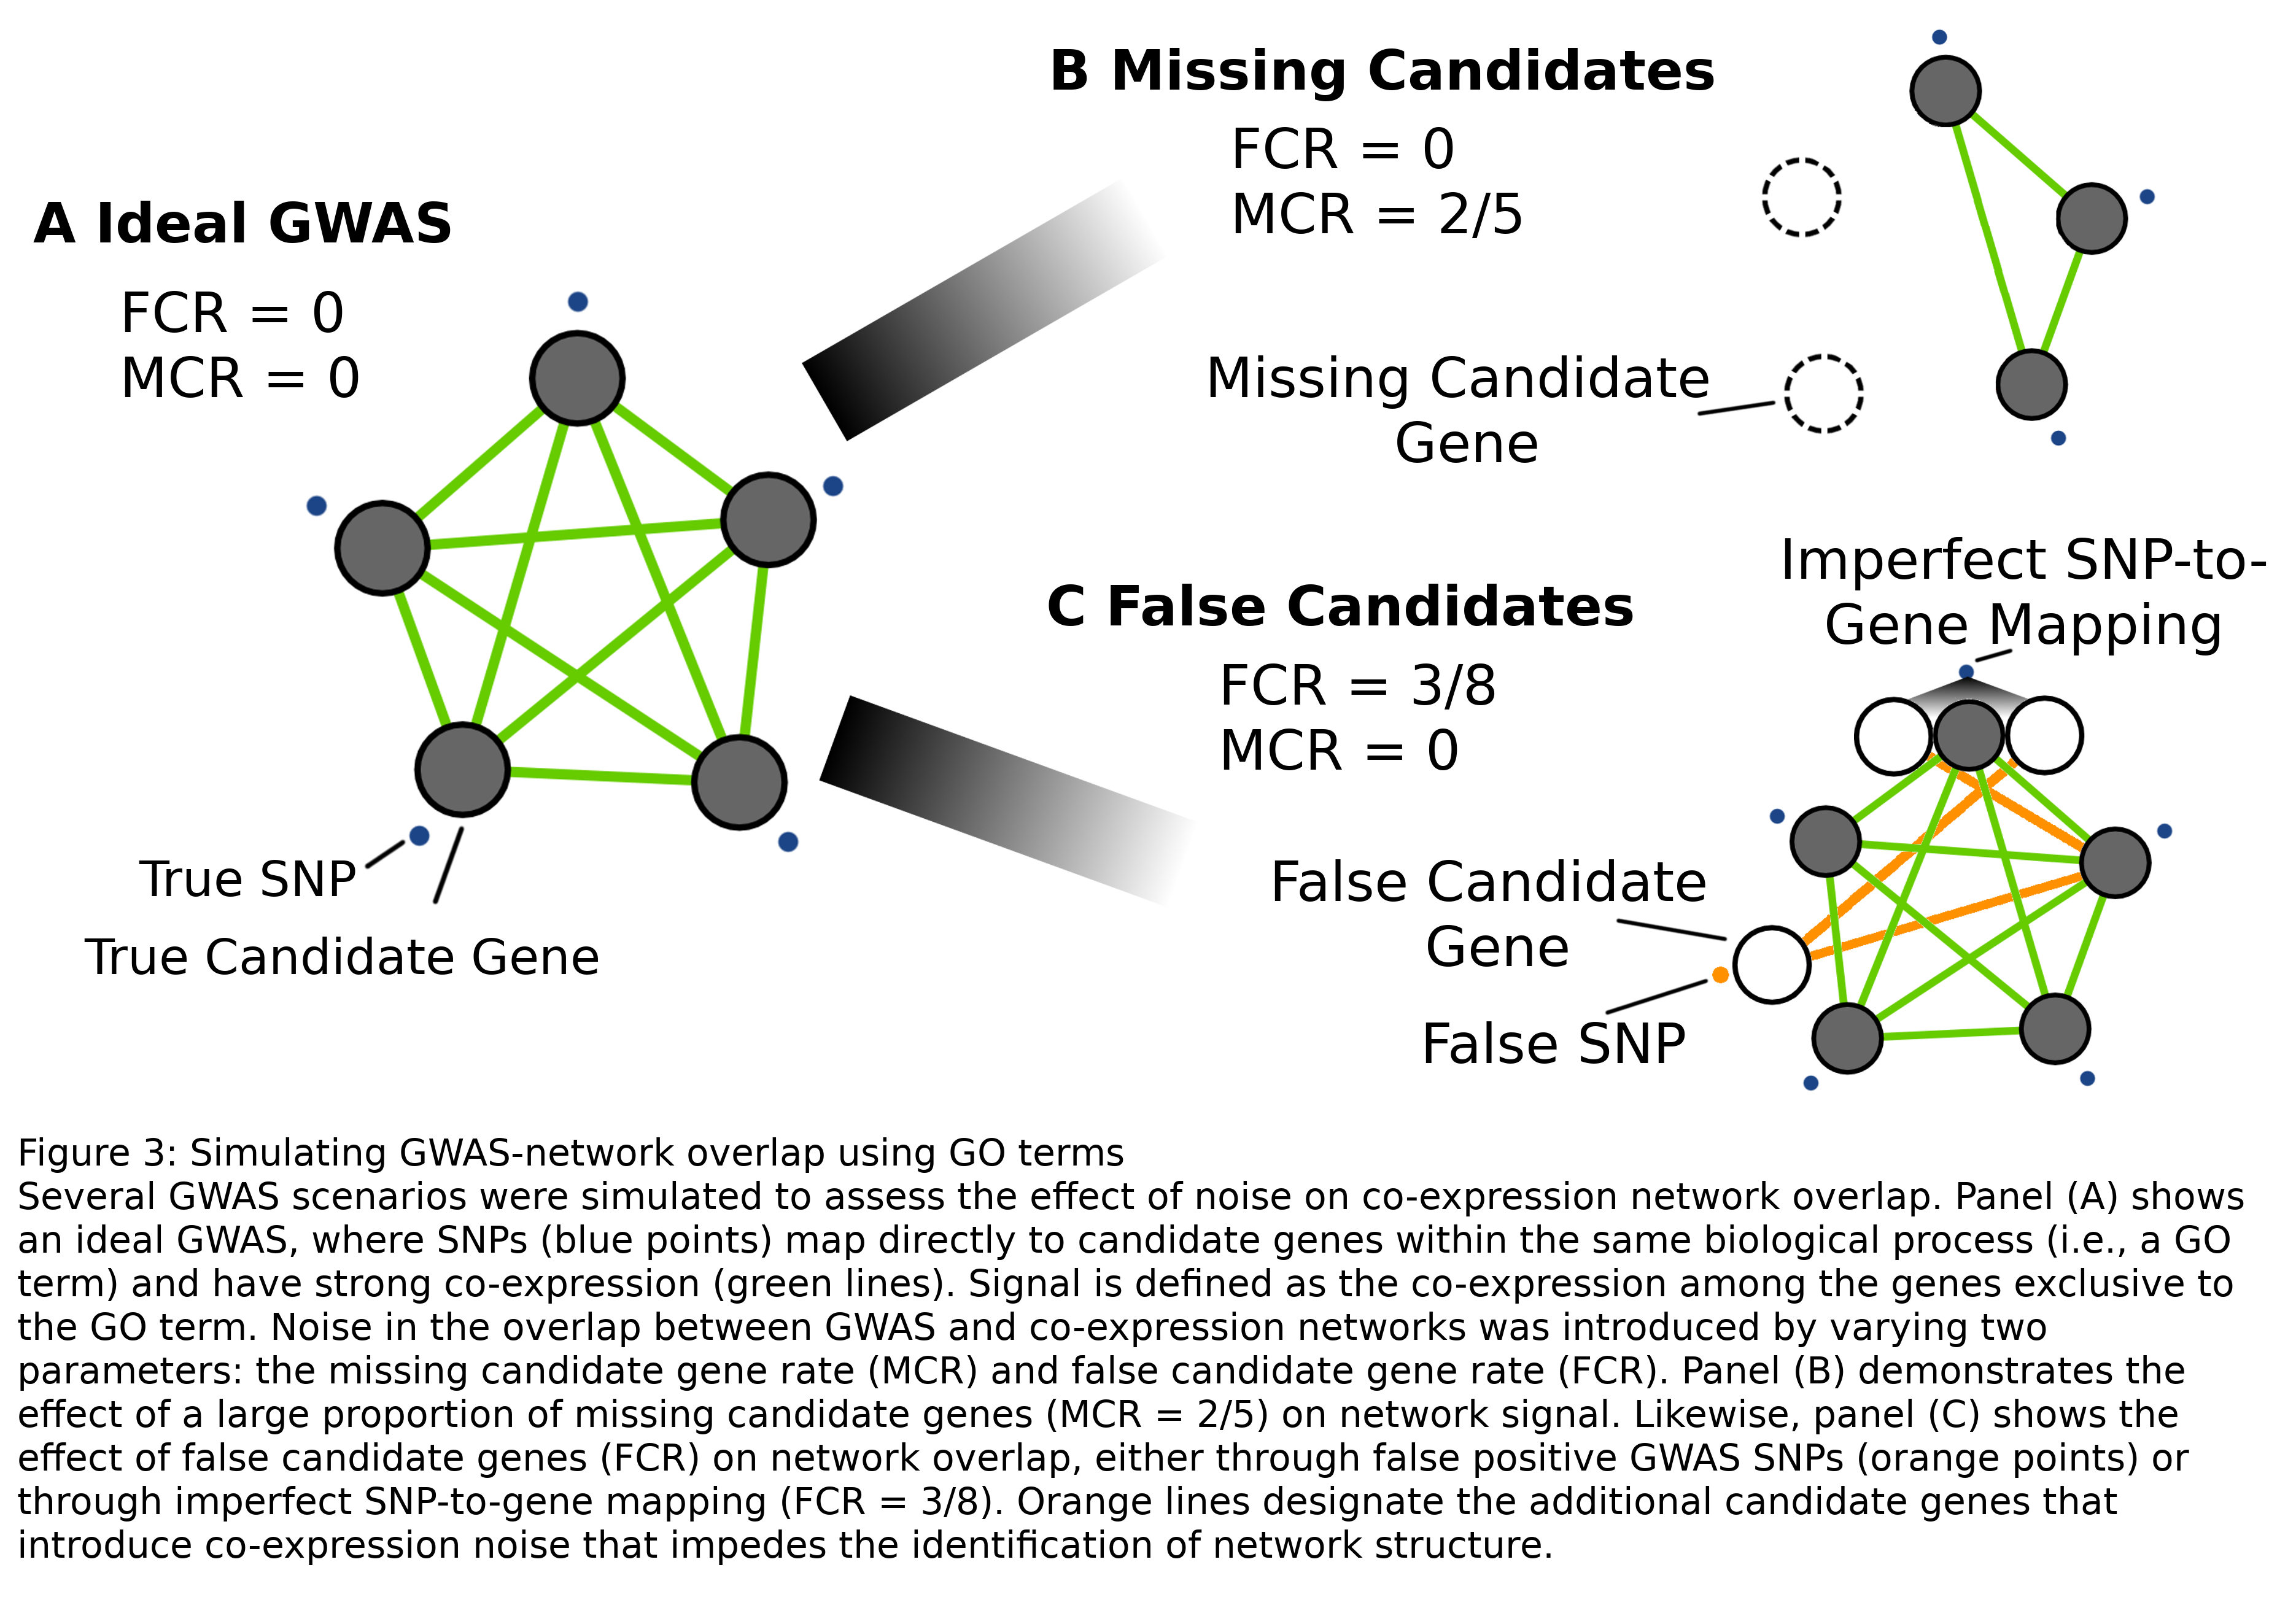 A Ideal GWAS
FCR = 0
MCR = 0
True SNP
True Candidate Gene
B Missing Candidates
FCR = 0
MCR = 2/5
Missing Candidate
Gene
C False Candidates
FCR = 3/8
MCR = 0
Imperfect SNP-to-
Gene Mapping
False Candidate
Gene
False SNP
Figure 3: Simulating GWAS-network overlap using GO terms
Several GWAS scenarios were simulated to assess the effect of noise on co-expression network overlap. Panel (A) shows
an ideal GWAS, where SNPs (blue points) map directly to candidate genes within the same biological process (i.e., a GO
term) and have strong co-expression (green lines). Signal is defined as the co-expression among the genes exclusive to
the GO term. Noise in the overlap between GWAS and co-expression networks was introduced by varying two
parameters: the missing candidate gene rate (MCR) and false candidate gene rate (FCR). Panel (B) demonstrates the
effect of a large proportion of missing candidate genes (MCR = 2/5) on network signal. Likewise, panel (C) shows the
effect of false candidate genes (FCR) on network overlap, either through false positive GWAS SNPs (orange points) or
through imperfect SNP-to-gene mapping (FCR = 3/8). Orange lines designate the additional candidate genes that
introduce co-expression noise that impedes the identification of network structure.